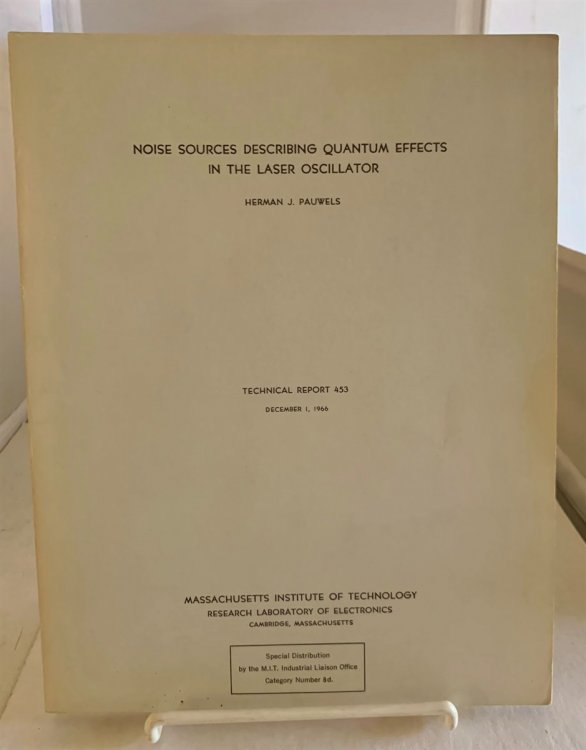 NOISE SOURCES DESCRIBING QUANTUM EFFECTS
IN THE LASER OSCILLATOR
HERMAN J. PAUWELS
TECHNICAL REPORT 453
DECEMBER 1, 1966
MASSACHUSETTS INSTITUTE OF TECHNOLOGY
RESEARCH LABORATORY OF ELECTRONICS
CAMBRIDGE, MASSACHUSETTS
Special Distribution
by the M.I.T. Industrial Liaison Office
Category Number 8d.